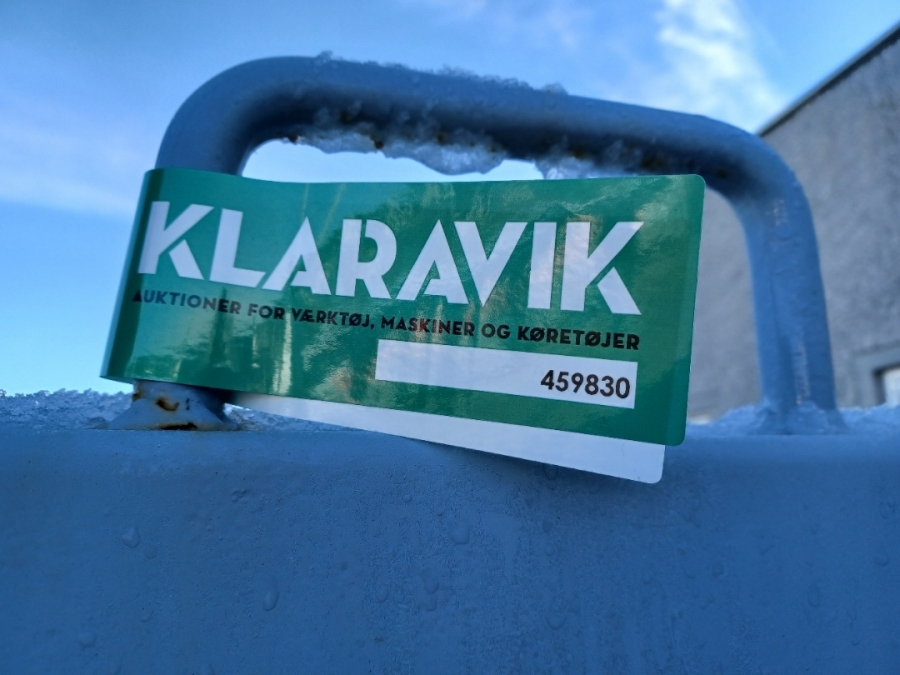 KLARAVIK
AUKTIONER FOR VÆRKTØJ, MASKINER OG KØRETØJER
459830